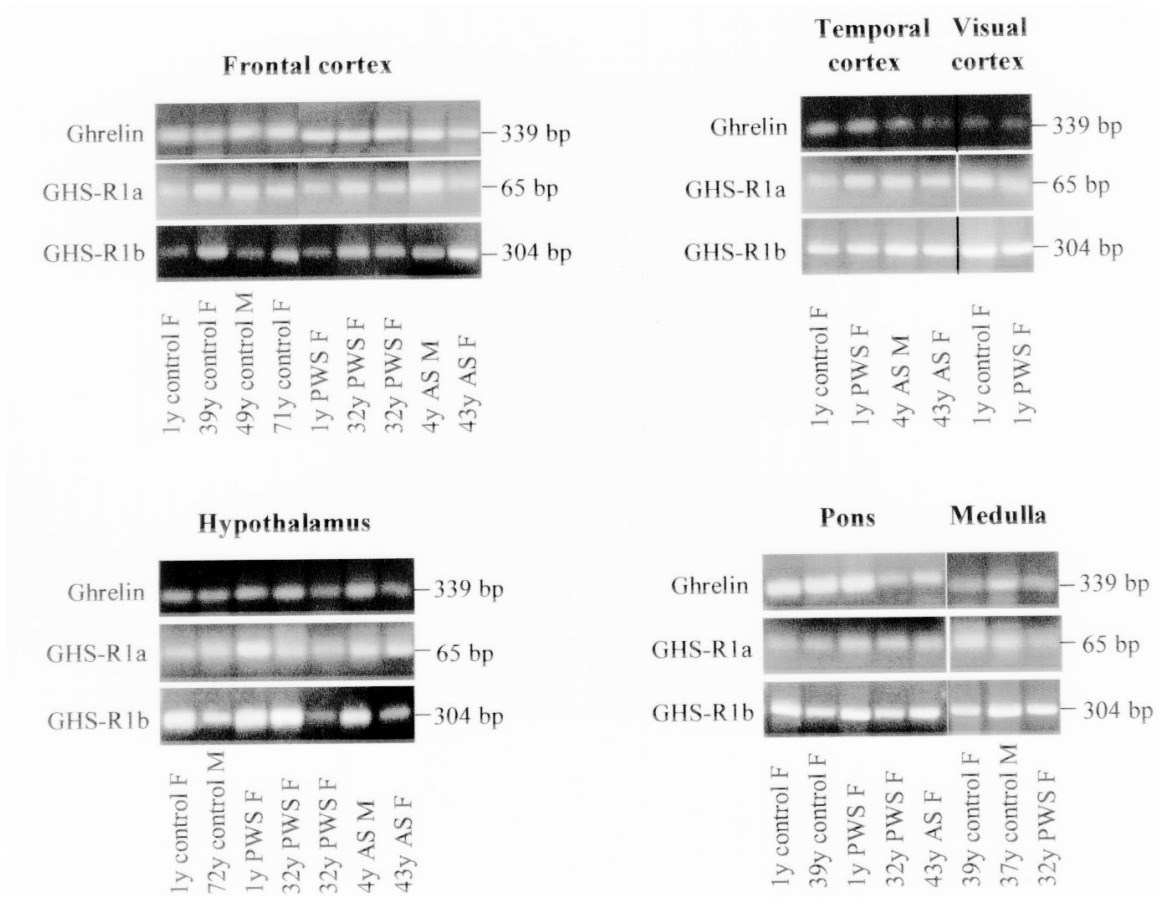 Frontal cortex
Ghrelin
339 bp
GHS-R1a
65 bp
GHS-R1b
304 bp
1y control F
39y control F
49y control M
71y control F
1y PWS F
32y PWS F
32y PWS F
4y AS M
43y AS F
Temporal cortex
Visual cortex
Ghrelin
339 bp
GHS-R1a
65 bp
GHS-R1b
304 bp
1y control F
1y PWS F
4y AS M
43y AS F
1y control F
1y PWS F
Hypothalamus
Ghrelin
339 bp
GHS-R1a
65 bp
GHS-R1b
304 bp
1y control F
72y control M
1y PWS F
32y PWS F
32y PWS F
4y AS M
43y AS F
Pons
Medulla
Ghrelin
339 bp
GHS-R1a
65 bp
GHS-R1b
304 bp
1y control F
39y control F
1y PWS F
32y PWS F
43y AS F
39y control F
37y control M
32y PWS F